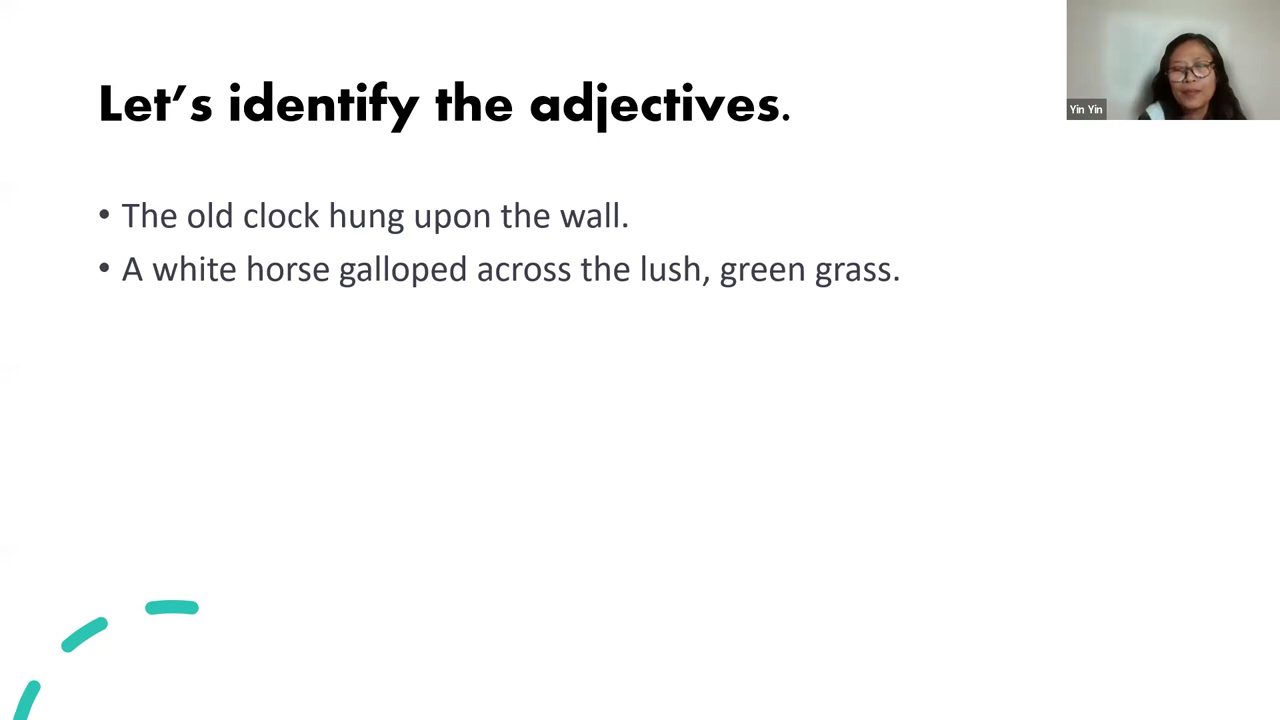 Let's identify the adjectives.
Yin Yin
• The old clock hung upon the wall.
• A white horse galloped across the lush, green grass.